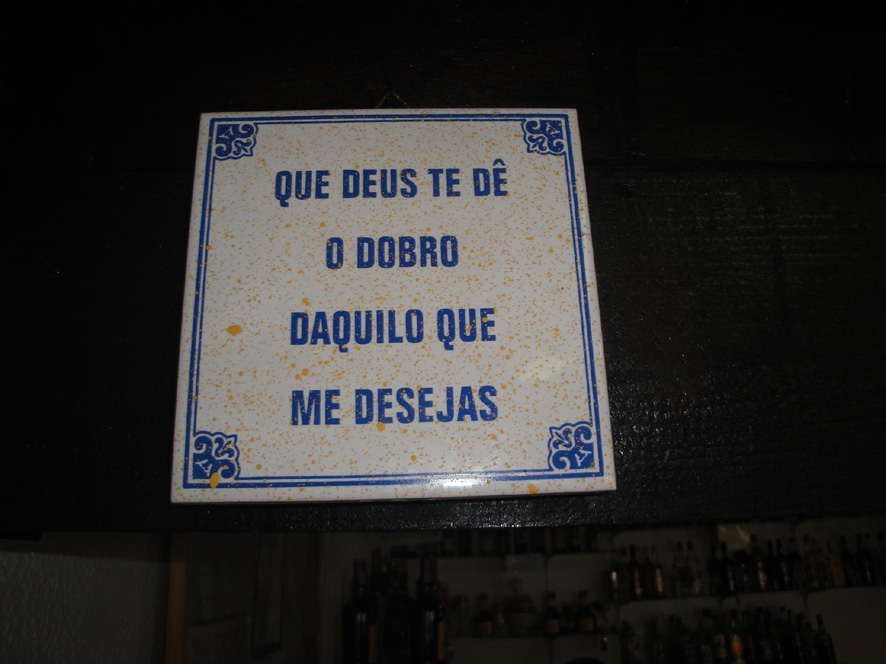 QUE DEUS TE DÊ
O DOBRO
DAQUILO QUE
ME DESEJAS